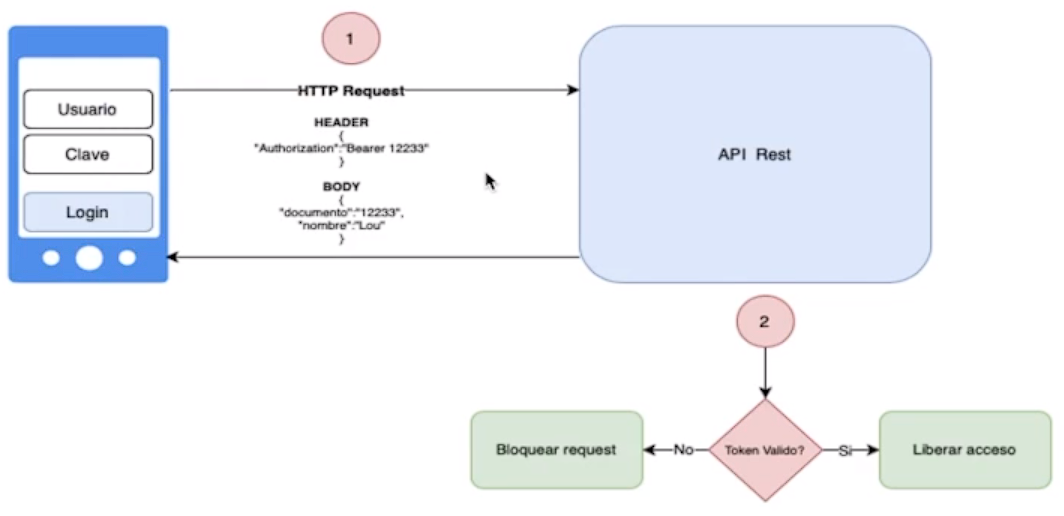 1
Usuario
Clave
Login
HTTP Request
HEADER
{
"Authorization":"Bearer 12233"
}
BODY
{
"documento":"12233",
"nombre":"Lou"
}
API Rest
2
Token Valido?
No
Bloquear request
Si
Liberar acceso